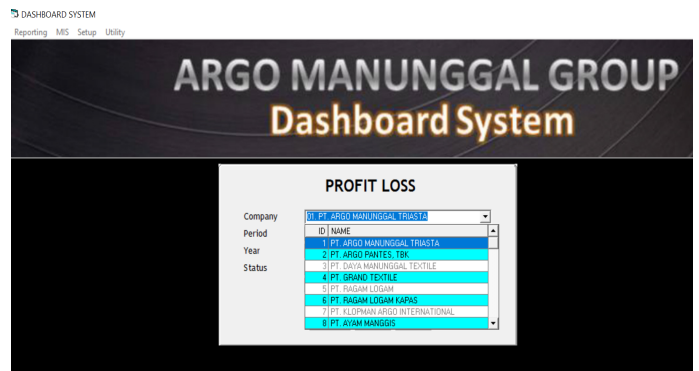 DASHBOARD SYSTEM
Reporting MIS Setup Utility
ARGO MANUNGGAL GROUP
Dashboard System
PROFIT LOSS
Company 01. PT. ARGO MANUNGGAL TRIASTA
Period
Year
Status
ID NAME
1 PT. ARGO MANUNGGAL TRIASTA
2 PT. ARGO PANTES, TBK
3 PT. DAYA MANUNGGAL TEXTILE
4 PT. GRAND TEXTILE
5 PT. RAGAM LOGAM
6 PT. RAGAM LOGAM KAPAS
7 PT. KLOPMAN ARGO INTERNATIONAL
8 PT. AYAM MANGGIS